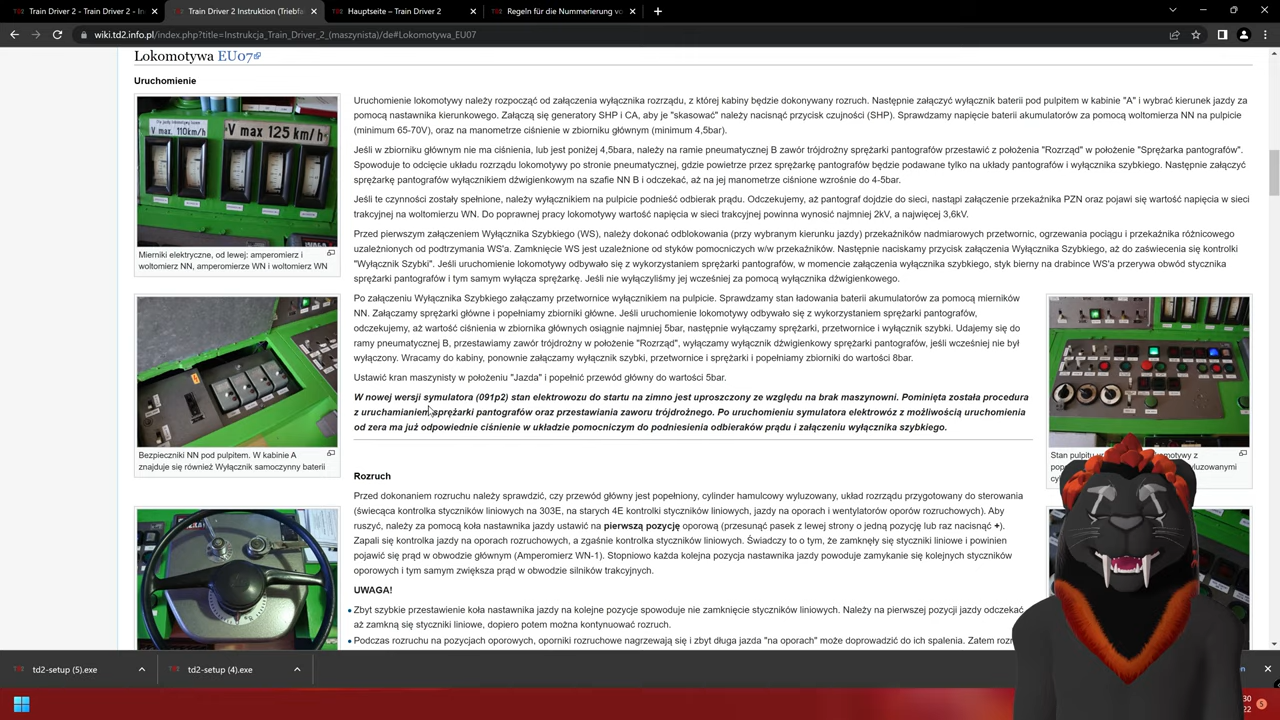 Train Driver 2 - Train Driver 2 - In
Train Driver 2 Instruktion (Triebfa
Hauptseite – Train Driver 2
Regeln für die Nummerierung vo
wiki.td2.info.pl/index.php?title=Instrukcja_Train_Driver_2_(maszynista)/de#Lokomotywa_EU07
Lokomotywa EU07
Uruchomienie
V max. 110km/h
V max 125 km/h
Mierniki elektryczne, od lewej: amperomierz i
woltomierz NN, amperomierze WN i woltomierz WN
Uruchomienie lokomotywy należy rozpocząć od załączenia wyłącznika rozrządu, z której kabiny będzie dokonywany rozruch. Następnie załączyć wyłącznik baterii pod pulpitem w kabinie "A" i wybrać kierunek jazdy za
pomocą nastawnika kierunkowego. Załączą się generatory SHP i CA, aby je "skasować" należy nacisnąć przycisk czujności (SHP). Sprawdzamy napięcie baterii akumulatorów za pomocą woltomierza NN na pulpicie
(minimum 65-70V), oraz na manometrze ciśnienie w zbiorniku głównym (minimum 4,5bar).
Jeśli w zbiorniku głównym nie ma ciśnienia, lub jest poniżej 4,5bara, należy na ramie pneumatycznej B zawór trójdrożny sprężarki pantografów przestawić z położenia "Rozrząd" w położenie "Sprężarka pantografów".
Spowoduje to odcięcie układu rozrządu lokomotywy po stronie pneumatycznej, gdzie powietrze przez sprężarkę pantografów będzie podawane tylko na układy pantografów i wyłącznika szybkiego. Następnie załączyć
sprężarkę pantografów wyłącznikiem dźwigienkowym na szafie NN B i odczekać, aż na jej manometrze ciśnione wzrośnie do 4-5bar.
Jeśli te czynności zostały spełnione, należy wyłącznikiem na pulpicie podnieść odbierak prądu. Odczekujemy, aż pantograf dojdzie do sieci, nastąpi załączenie przekaźnika PZN oraz pojawi się wartość napięcia w sieci
trakcyjnej na woltomierzu WN. Do poprawnej pracy lokomotywy wartość napięcia w sieci trakcyjnej powinna wynosić najmniej 2kV, a najwięcej 3,6kV.
Przed pierwszym załączeniem Wyłącznika Szybkiego (WS), należy dokonać odblokowania (przy wybranym kierunku jazdy) przekaźników nadmiarowych przetwornic, ogrzewania pociągu i przekaźnika różnicowego
uzależnionych od podtrzymania WS'a. Zamknięcie WS jest uzależnione od styków pomocniczych w/w przekaźników. Następnie naciskamy przycisk załączenia Wyłącznika Szybkiego, aż do zaświecenia się kontrolki
"Wyłącznik Szybki". Jeśli uruchomienie lokomotywy odbywało się z wykorzystaniem sprężarki pantografów, w momencie załączenia wyłącznika szybkiego, styk bierny na drabince WS'a przerywa obwód stycznika
sprężarki pantografów i tym samym wyłącza sprężarkę. Jeśli nie wyłączyliśmy jej wcześniej za pomocą wyłącznika dźwigienkowego.
Po załączeniu Wyłącznika Szybkiego załączamy przetwornice wyłącznikiem na pulpicie. Sprawdzamy stan ładowania baterii akumulatorów za pomocą mierników
NN. Załączamy sprężarki główne i popełniamy zbiorniki główne. Jeśli uruchomienie lokomotywy odbywało się z wykorzystaniem sprężarki pantografów,
odczekujemy, aż wartość ciśnienia w zbiornika głównych osiągnie najmniej 5bar, następnie wyłączamy sprężarki, przetwornice i wyłącznik szybki. Udajemy się do
ramy pneumatycznej B, przestawiamy zawór trójdrożny w położenie "Rozrząd", wyłączamy wyłącznik dźwigienkowy sprężarki pantografów, jeśli wcześniej nie był
wyłączony. Wracamy do kabiny, ponownie załączamy wyłącznik szybki, przetwornice i sprężarki i popełniamy zbiorniki do wartości 8bar.
Ustawić kran maszynisty w położeniu "Jazda" i popełnić przewód główny do wartości 5bar.
W nowej wersji symulatora (091p2) stan elektrowozu do startu na zimno jest uproszczony ze względu na brak maszynowni. Pominięta została procedura
z uruchamianiem sprężarki pantografów oraz przestawiania zaworu trójdrożnego. Po uruchomieniu symulatora elektrowóz z możliwością uruchomienia
od zera ma już odpowiednie ciśnienie w układzie pomocniczym do podniesienia odbieraków prądu i załączeniu wyłącznika szybkiego.
Bezpieczniki NN pod pulpitem. W kabinie A
znajduje się również Wyłącznik samoczynny baterii
Stan pulpitu
Rozruch
Przed dokonaniem rozruchu należy sprawdzić, czy przewód główny jest popełniony, cylinder hamulcowy wyluzowany, układ rozrządu przygotowany do sterowania
(świecąca kontrolka styczników liniowych na 303E, na starych 4E kontrolki styczników liniowych, jazdy na oporach i wentylatorów oporów rozruchowych). Aby
ruszyć, należy za pomocą koła nastawnika jazdy ustawić na pierwszą pozycję oporową (przesunąć pasek z lewej strony o jedną pozycję lub raz nacisnąć +).
Zapali się kontrolka jazdy na oporach rozruchowych, a zgaśnie kontrolka styczników liniowych. Świadczy to o tym, że zamknęły się styczniki liniowe i powinien
pojawić się prąd w obwodzie głównym (Amperomierz WN-1). Stopniowo każda kolejna pozycja nastawnika jazdy powoduje zamykanie się kolejnych styczników
oporowych i tym samym zwiększa prąd w obwodzie silników trakcyjnych.
UWAGA!
Zbyt szybkie przestawienie koła nastawnika jazdy na kolejne pozycje spowoduje nie zamknięcie styczników liniowych. Należy na pierwszej pozycji jazdy odczekać,
aż zamkną się styczniki liniowe, dopiero potem można kontynuować rozruch.
Podczas rozruchu na pozycjach oporowych, oporniki rozruchowe nagrzewają się i zbyt długa jazda "na oporach" może doprowadzić do ich spalenia. Zatem
td2-setup (5).exe
td2-setup (4).exe